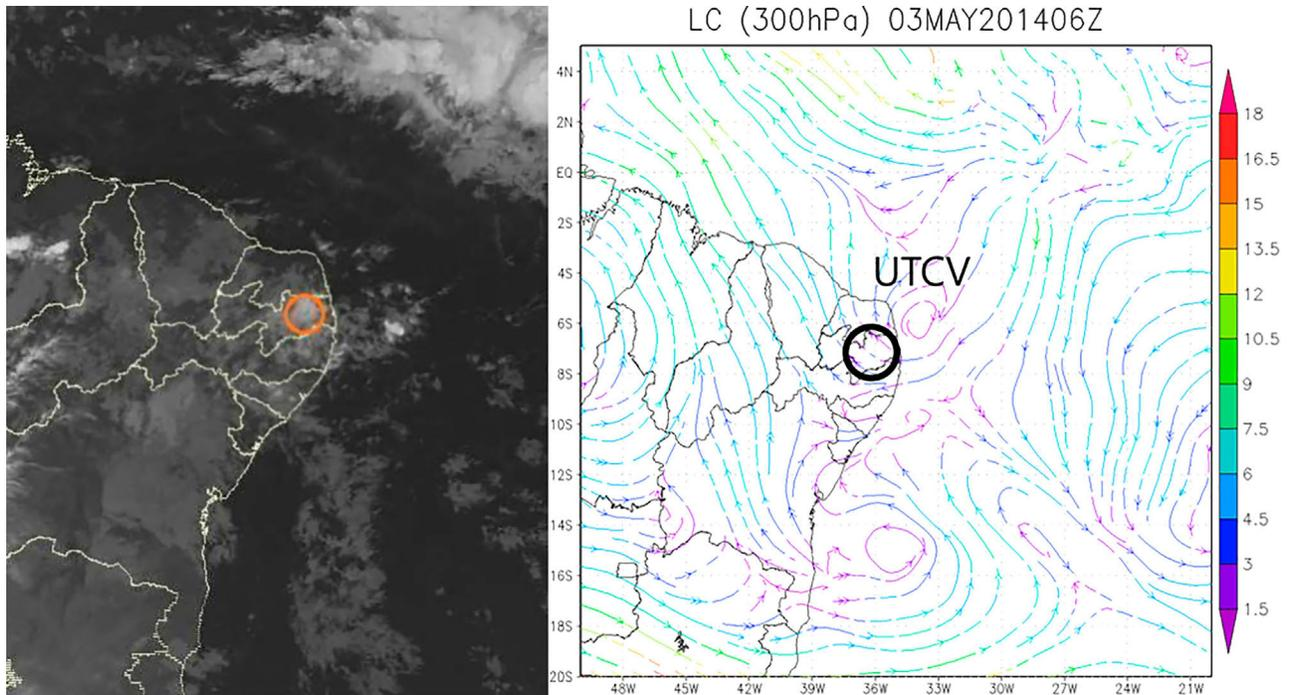 LC (300hPa) 03MAY201406Z
4N
2N
EQ
2S
4S
6S
8S
10S
12S
14S
16S
18S
20S
UTCV
48W
45W
42W
39W
36W
33W
30W
27W
24W
21W
18
16.5
15
13.5
12
10.5
9
7.5
6
4.5
3
1.5